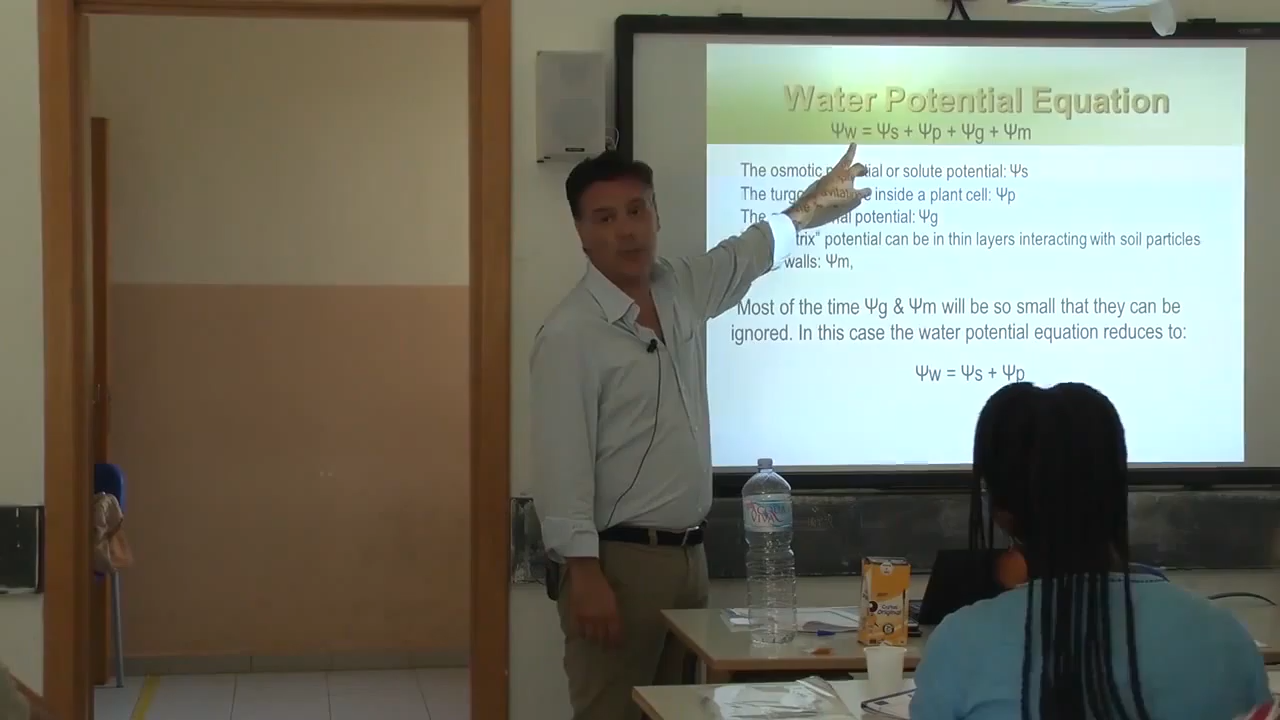 Water Potential Equation
Ψw = Ψs + Ψp + Ψg + Ψm
The osmotic tial or solute potential: Ψs
The turg inside a plant cell: Ψp
The nal potential: Ψg
trix" potential can be in thin layers interacting with soil particles
walls: Ψm,
Most of the time Ψg & Ψm will be so small that they can be
ignored. In this case the water potential equation reduces to:
Ψw = Ψs + Ψp
Original